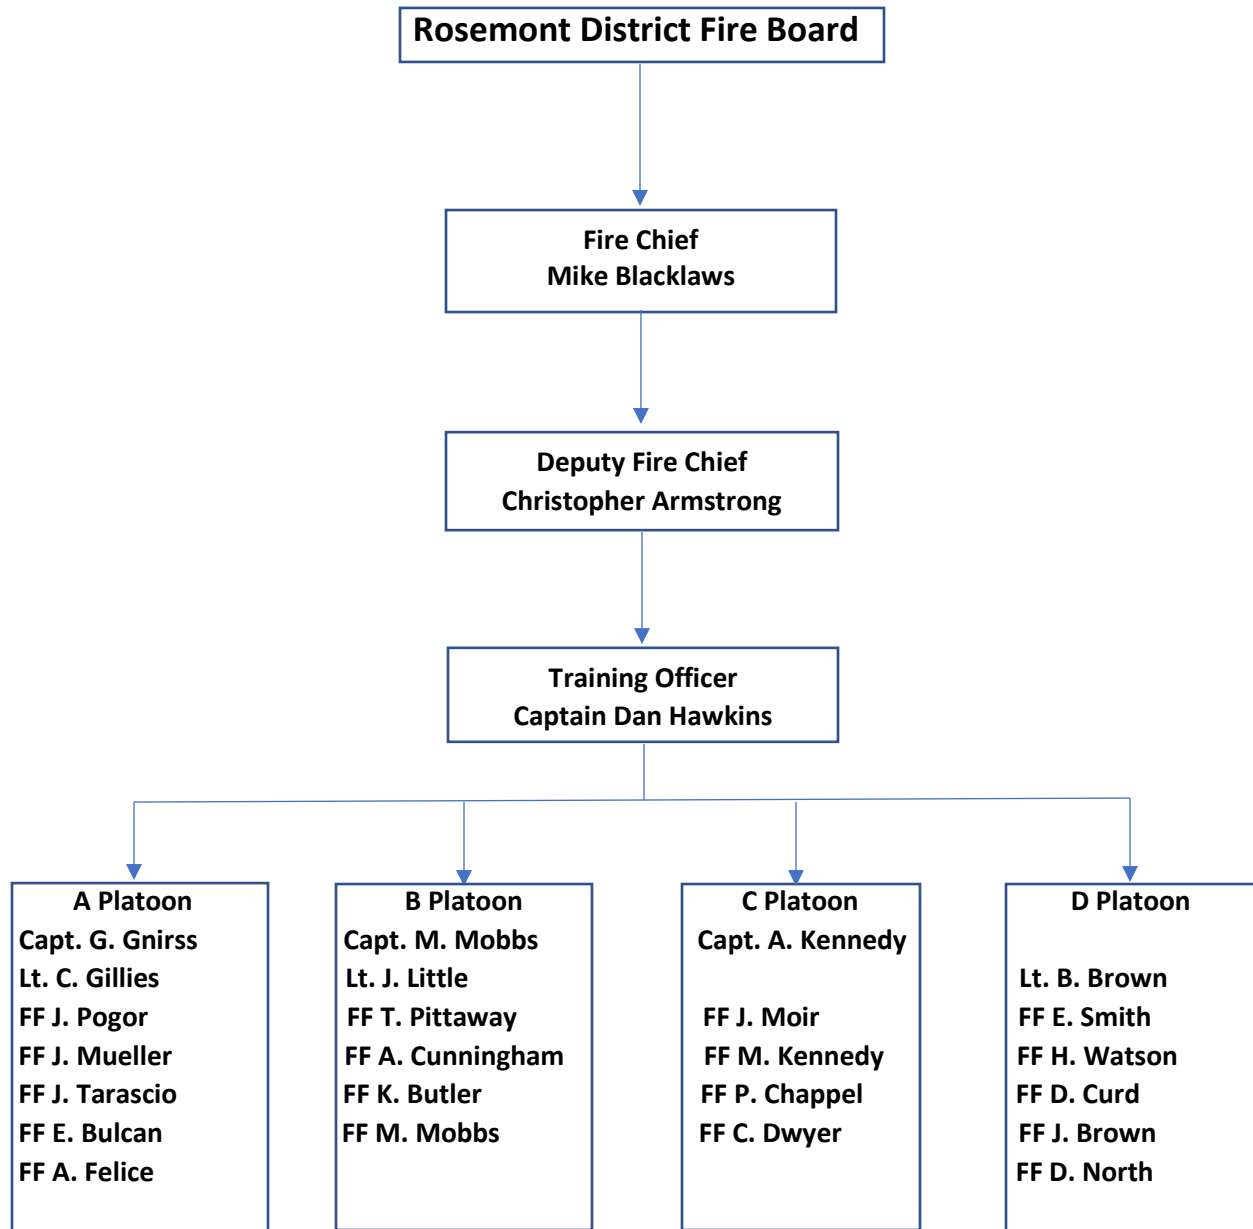 Rosemont District Fire Board
Fire Chief
Mike Blacklaws
Deputy Fire Chief
Christopher Armstrong
Training Officer
Captain Dan Hawkins
A Platoon
Capt. G. Gnirss
Lt. C. Gillies
FF J. Pogor
FF J. Mueller
FF J. Tarascio
FF E. Bulcan
FF A. Felice
B Platoon
Capt. M. Mobbs
Lt. J. Little
FF T. Pittaway
FF A. Cunningham
FF K. Butler
FF M. Mobbs
C Platoon
Capt. A. Kennedy
FF J. Moir
FF M. Kennedy
FF P. Chappel
FF C. Dwyer
D Platoon
Lt. B. Brown
FF E. Smith
FF H. Watson
FF D. Curd
FF J. Brown
FF D. North